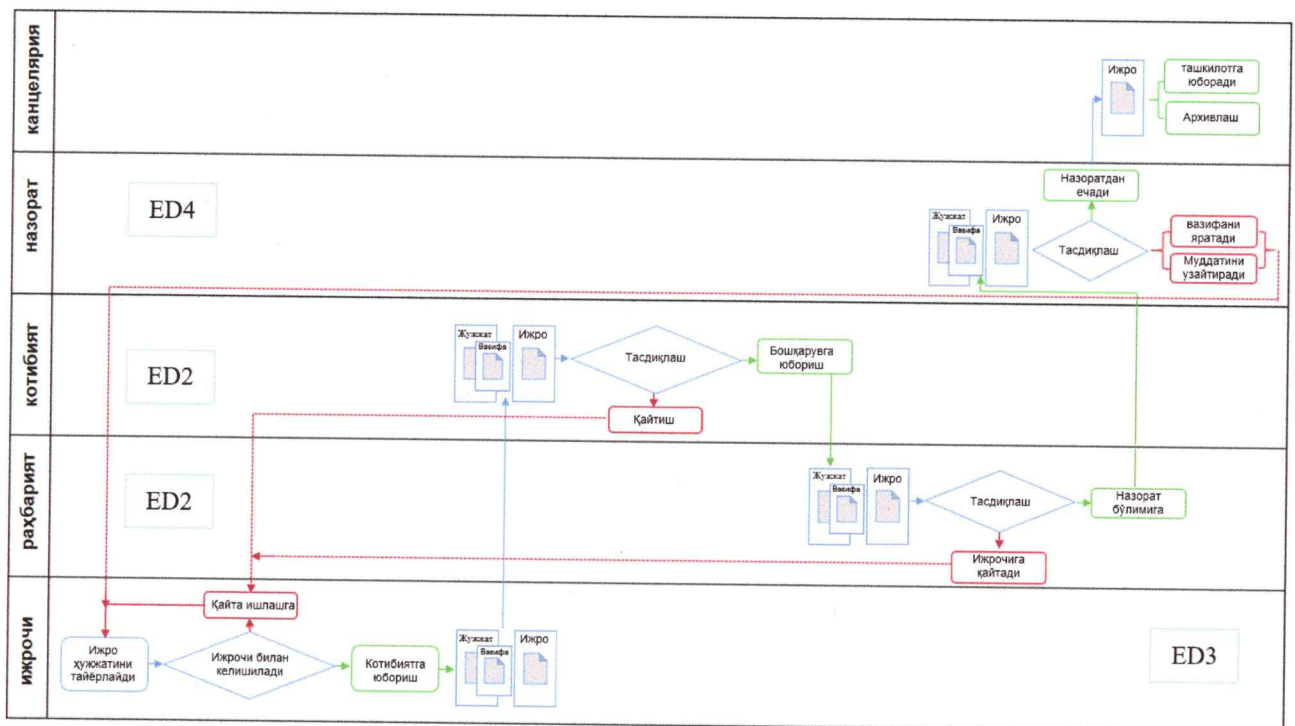 канцелярия
Ижро
ташкилотга
юборади
Архивлаш
назорат
ED4
Назоратдан
ечади
Жужжат
Вазифа
Ижро
Тасдиқлаш
вазифани
яратади
Муддатини
узайтиради
котибият
ED2
Жужжат
Вазифа
Ижро
Тасдиқлаш
Бошқарувга
юбориш
Қайтиш
раҳбарият
ED2
Жужжат
Вазифа
Ижро
Тасдиқлаш
Назорат
бўлимига
Ижрочига
қайтади
ижрочи
Қайта ишлашга
Ижро
ҳужжатини
тайёрлайди
Ижрочи билан
келишилади
Котибиятга
юбориш
Жужжат
Вазифа
Ижро
ED3